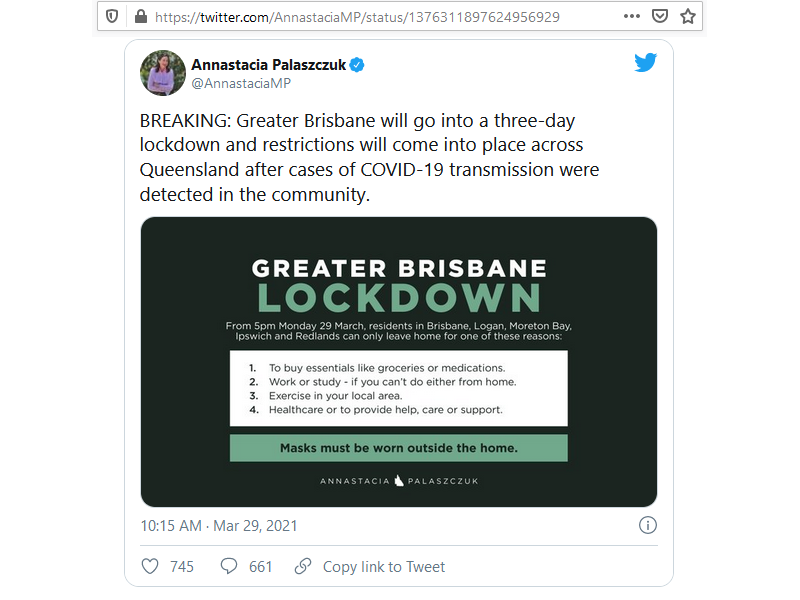 https://twitter.com/AnnastaciaMP/status/1376311897624956929
Annastacia Palaszczuk
@AnnastaciaMP
BREAKING: Greater Brisbane will go into a three-day
lockdown and restrictions will come into place across
Queensland after cases of COVID-19 transmission were
detected in the community.
GREATER BRISBANE
LOCKDOWN
From 5pm Monday 29 March, residents in Brisbane, Logan, Moreton Bay,
Ipswich and Redlands can only leave home for one of these reasons:
1. To buy essentials like groceries or medications.
2. Work or study - if you can't do either from home.
3. Exercise in your local area.
4. Healthcare or to provide help, care or support.
Masks must be worn outside the home.
ANNASTACIA PALASZCZUK
10:15 AM · Mar 29, 2021
745 661 Copy link to Tweet